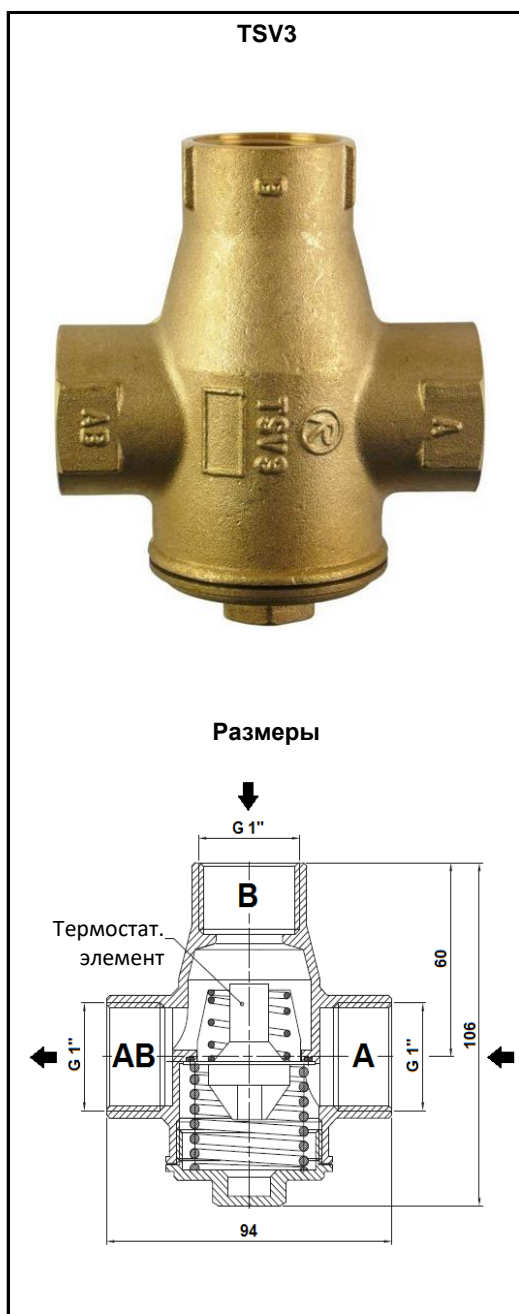 TSV3
B
AB
TSV3
R
A
Размеры
G 1"
B
Термостат.
элемент
60
106
G 1"
AB
A
G 1"
94